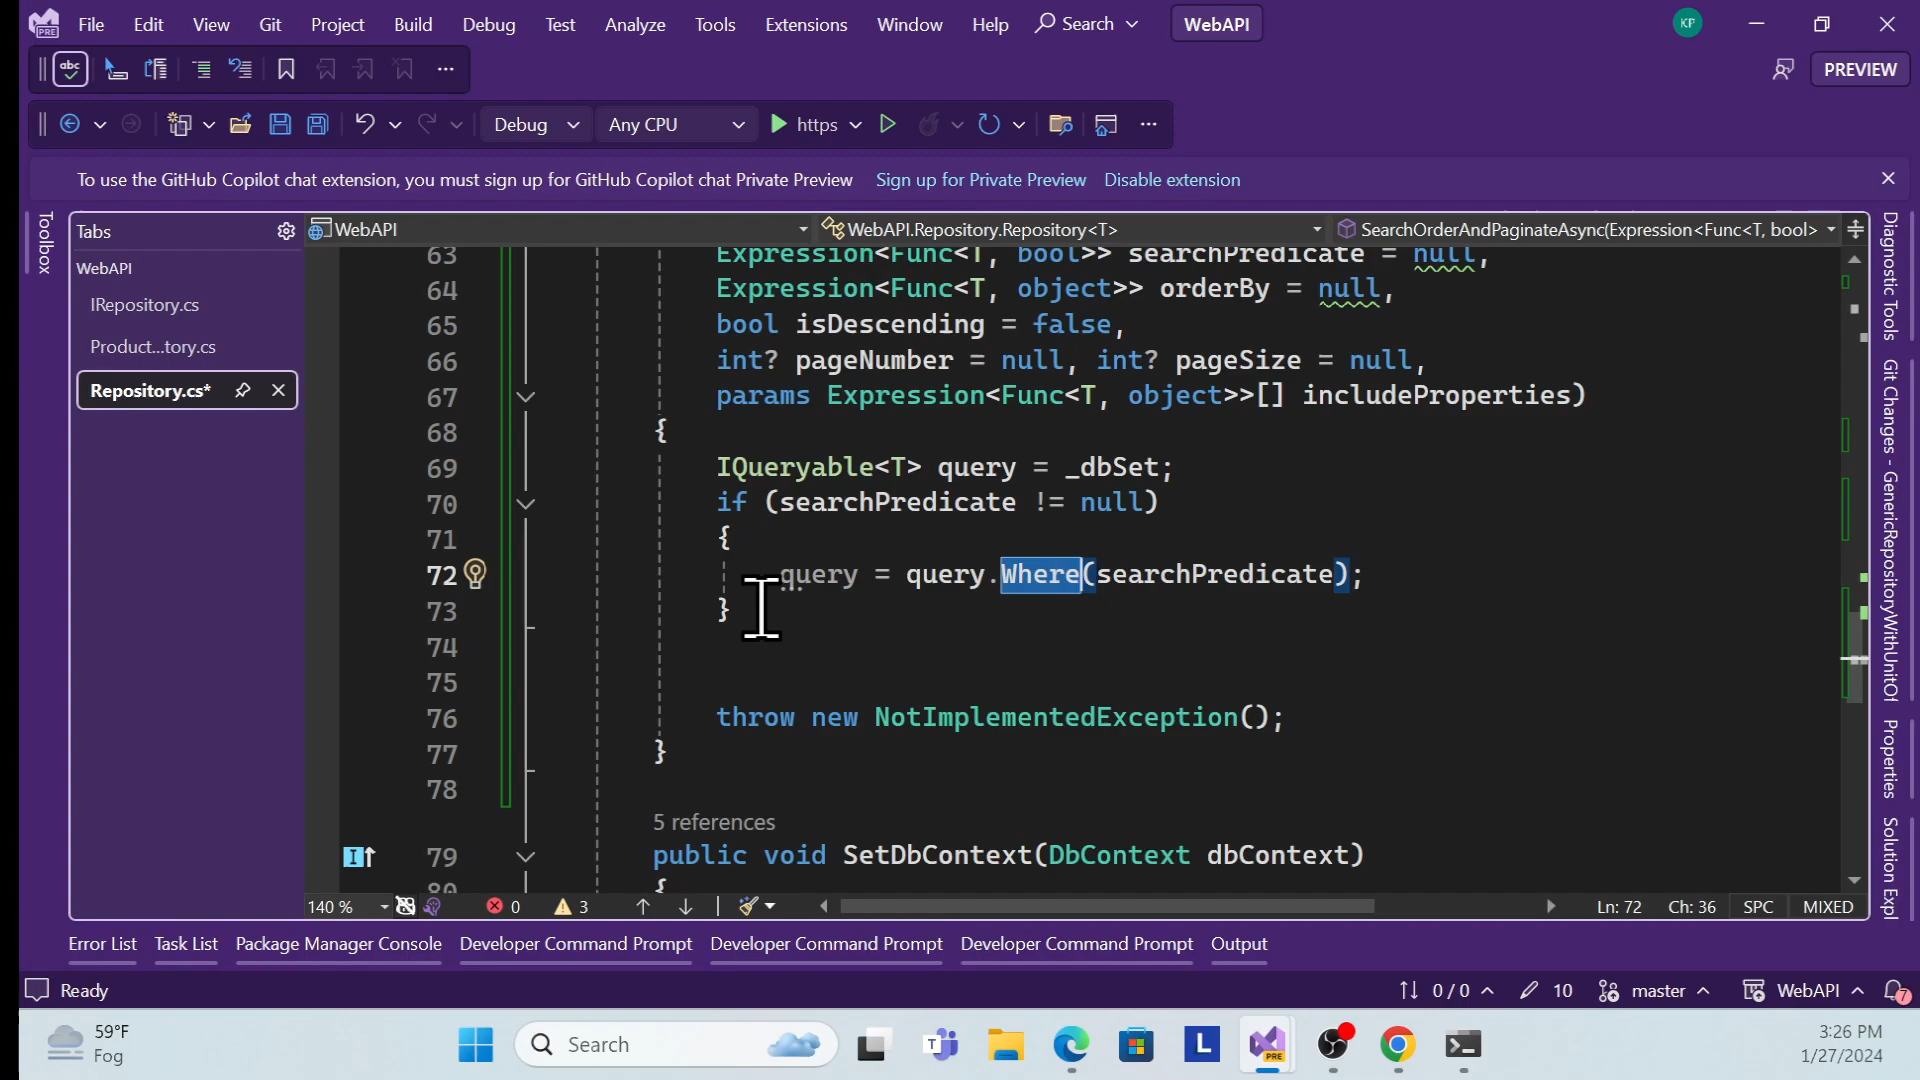 File Edit View Git Project Build Debug Test Analyze Tools Extensions Window Help Search WebAPI KP
PRE
abc
PREVIEW
Debug Any CPU https
To use the GitHub Copilot chat extension, you must sign up for GitHub Copilot chat Private Preview Sign up for Private Preview Disable extension
Toolbox
Tabs
WebAPI
IRepository.cs
Product...tory.cs
Repository.cs*
WebAPI WebAPI.Repository.Repository<T> SearchOrderAndPaginateAsync(Expression<Func<T, bool>
63 Expression<Func<T, bool>> searchPredicate = null,
64 Expression<Func<T, object>> orderBy = null,
65 bool isDescending = false,
66 int? pageNumber = null, int? pageSize = null,
67 params Expression<Func<T, object>>[] includeProperties)
68 {
69 IQueryable<T> query = _dbSet;
70 if (searchPredicate != null)
71 {
72 query = query.Where(searchPredicate);
73 }
74
75
76 throw new NotImplementedException();
77 }
78
5 references
79 public void SetDbContext(DbContext dbContext)
80 {
Diagnostic Tools
Git Changes - GenericRepositoryWithUnitOf
Properties
Solution Expl
140 % 0 3 Ln: 72 Ch: 36 SPC MIXED
Error List Task List Package Manager Console Developer Command Prompt Developer Command Prompt Developer Command Prompt Output
Ready 0 / 0 10 master WebAPI 7
59°F
Fog
Search
T
L
PRE
3:26 PM
1/27/2024